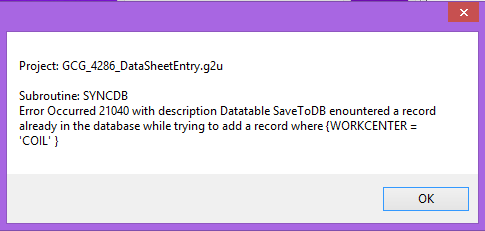 Project: GCG_4286_DataSheetEntry.g2u
Subroutine: SYNCDB
Error Occurred 21040 with description Datatable SaveToDB enountered a record
already in the database while trying to add a record where {WORKCENTER =
'COIL' }
OK